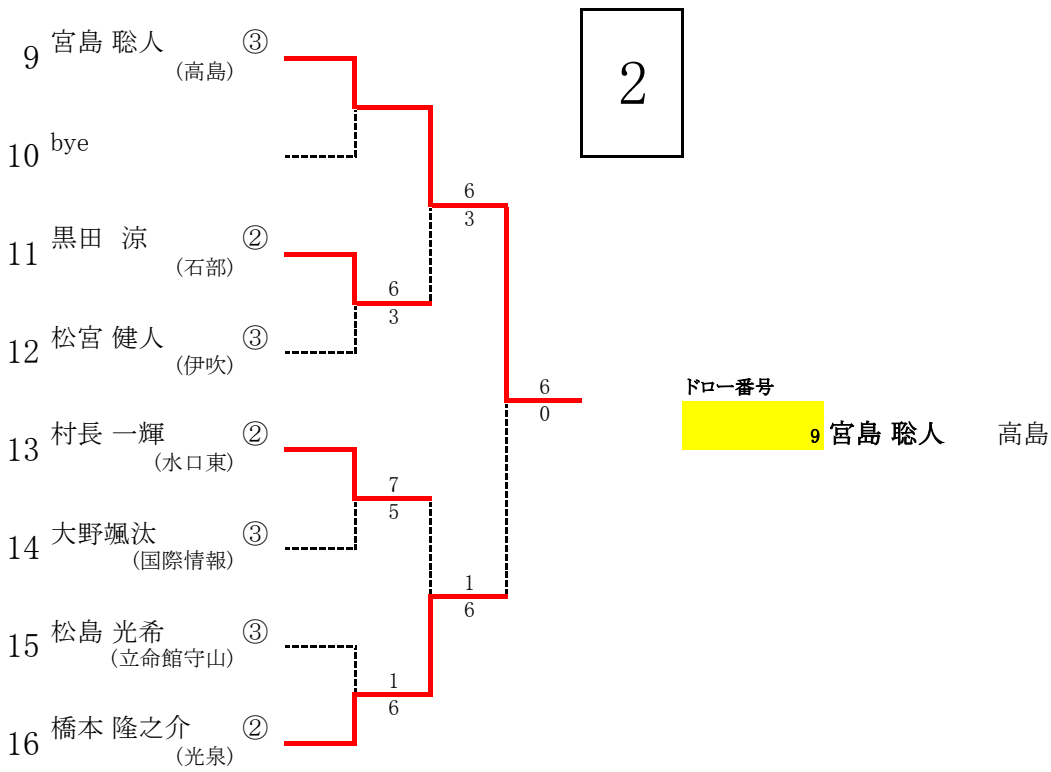 2
9 宮島 聡人 ③
(高島)
10 bye
6
3
11 黒田 涼 ②
(石部)
6
3
12 松宮 健人 ③
(伊吹)
6
0
ドロー番号
9 宮島 聡人 高島
13 村長 一輝 ②
(水口東)
7
5
14 大野颯汰 ③
(国際情報)
1
6
15 松島 光希 ③
(立命館守山)
1
6
16 橋本 隆之介 ②
(光泉)